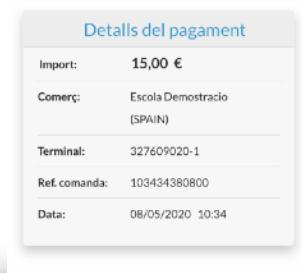 Detalls del pagament
Import: 15,00 €
Comerç: Escola Demostracio
(SPAIN)
Terminal: 327609020-1
Ref. comanda: 103434380800
Data: 08/05/2020 10:34